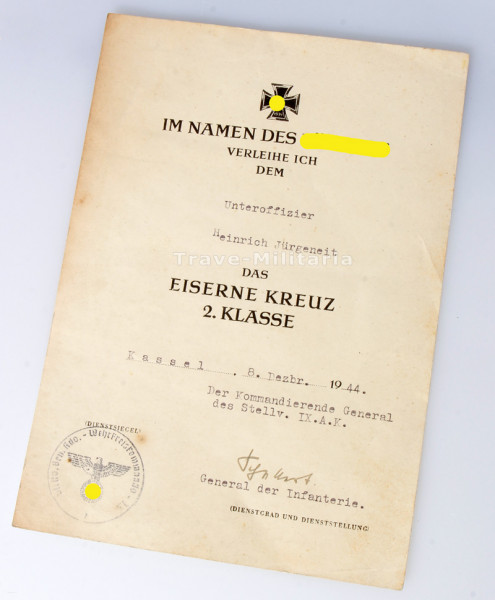 IM NAMEN DES
VERLEIHE ICH
DEM
Unteroffizier
Heinrich Jürgeneit
Trave-Militaria
DAS
EISERNE KREUZ
2. KLASSE
Kassel . 8. Dezbr. 1944.
Der Kommandierende General
des Stellv. IX.A.K.
(DIENSTSIEGEL)
General der Infanterie.
(DIENSTGRAD UND DIENSTSTELLUNG)